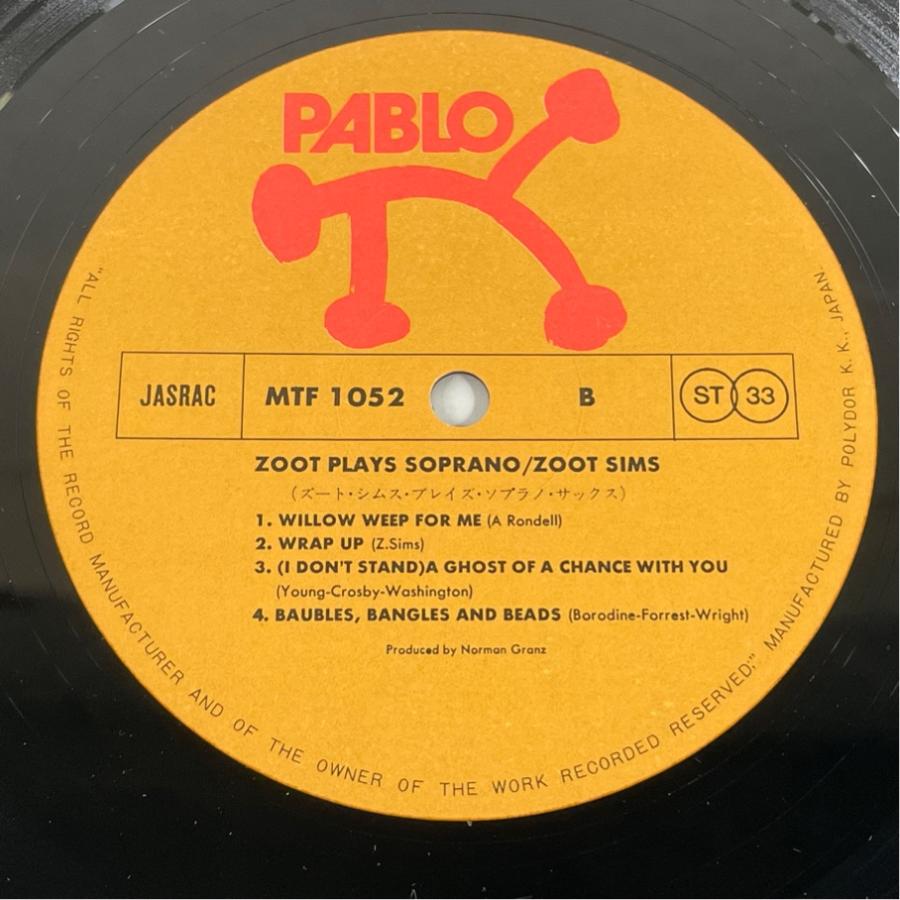 PABLO
JASRAC MTF 1052 B ST 33
ZOOT PLAYS SOPRANO/ZOOT SIMS
(ズート・シムス・プレイズ・ソプラノ・サックス)
1. WILLOW WEEP FOR ME (A Rondell)
2. WRAP UP (Z.Sims)
3. (I DON'T STAND)A GHOST OF A CHANCE WITH YOU
(Young-Crosby-Washington)
4. BAUBLES, BANGLES AND BEADS (Borodine-Forrest-Wright)
Produced by Norman Granz
"ALL RIGHTS OF THE RECORD MANUFACTURER AND OF THE OWNER OF THE WORK RECORDED RESERVED;" MANUFACTURED BY POLYDOR K.K., JAPAN.